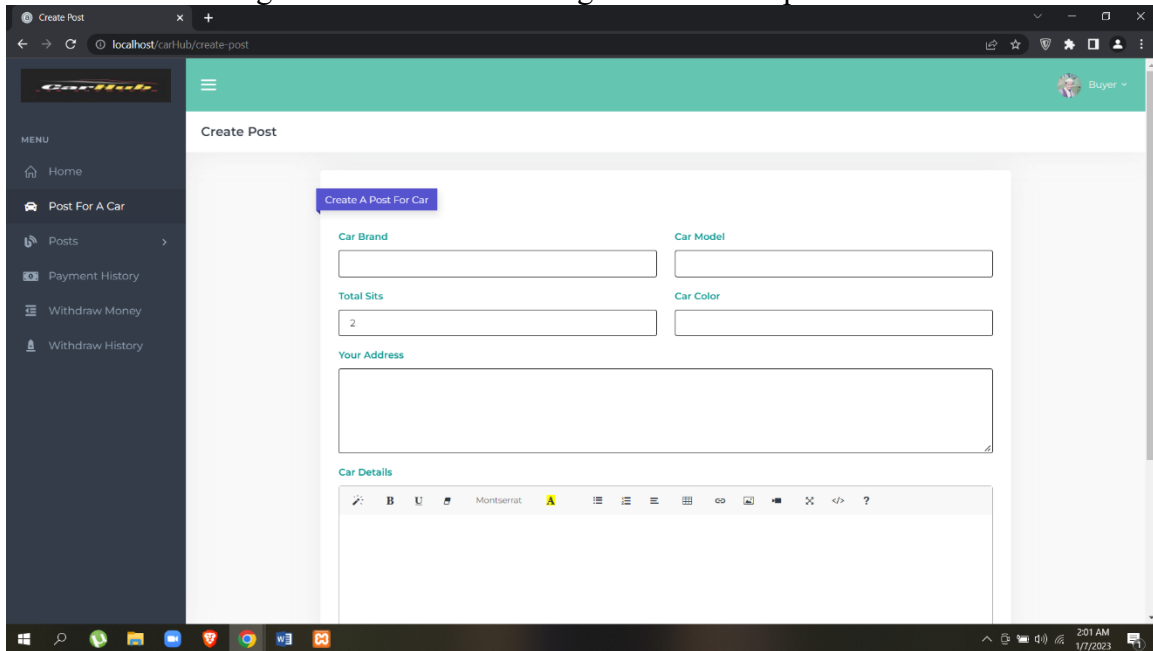 Create Post
localhost/carHub/create-post
CarHub
Buyer
MENU
Create Post
Home
Post For A Car
Create A Post For Car
Posts
Car Brand
Car Model
Payment History
Total Sits
Car Color
Withdraw Money
2
Withdraw History
Your Address
Car Details
B U Montserrat A </> ?
2:01 AM
1/7/2023